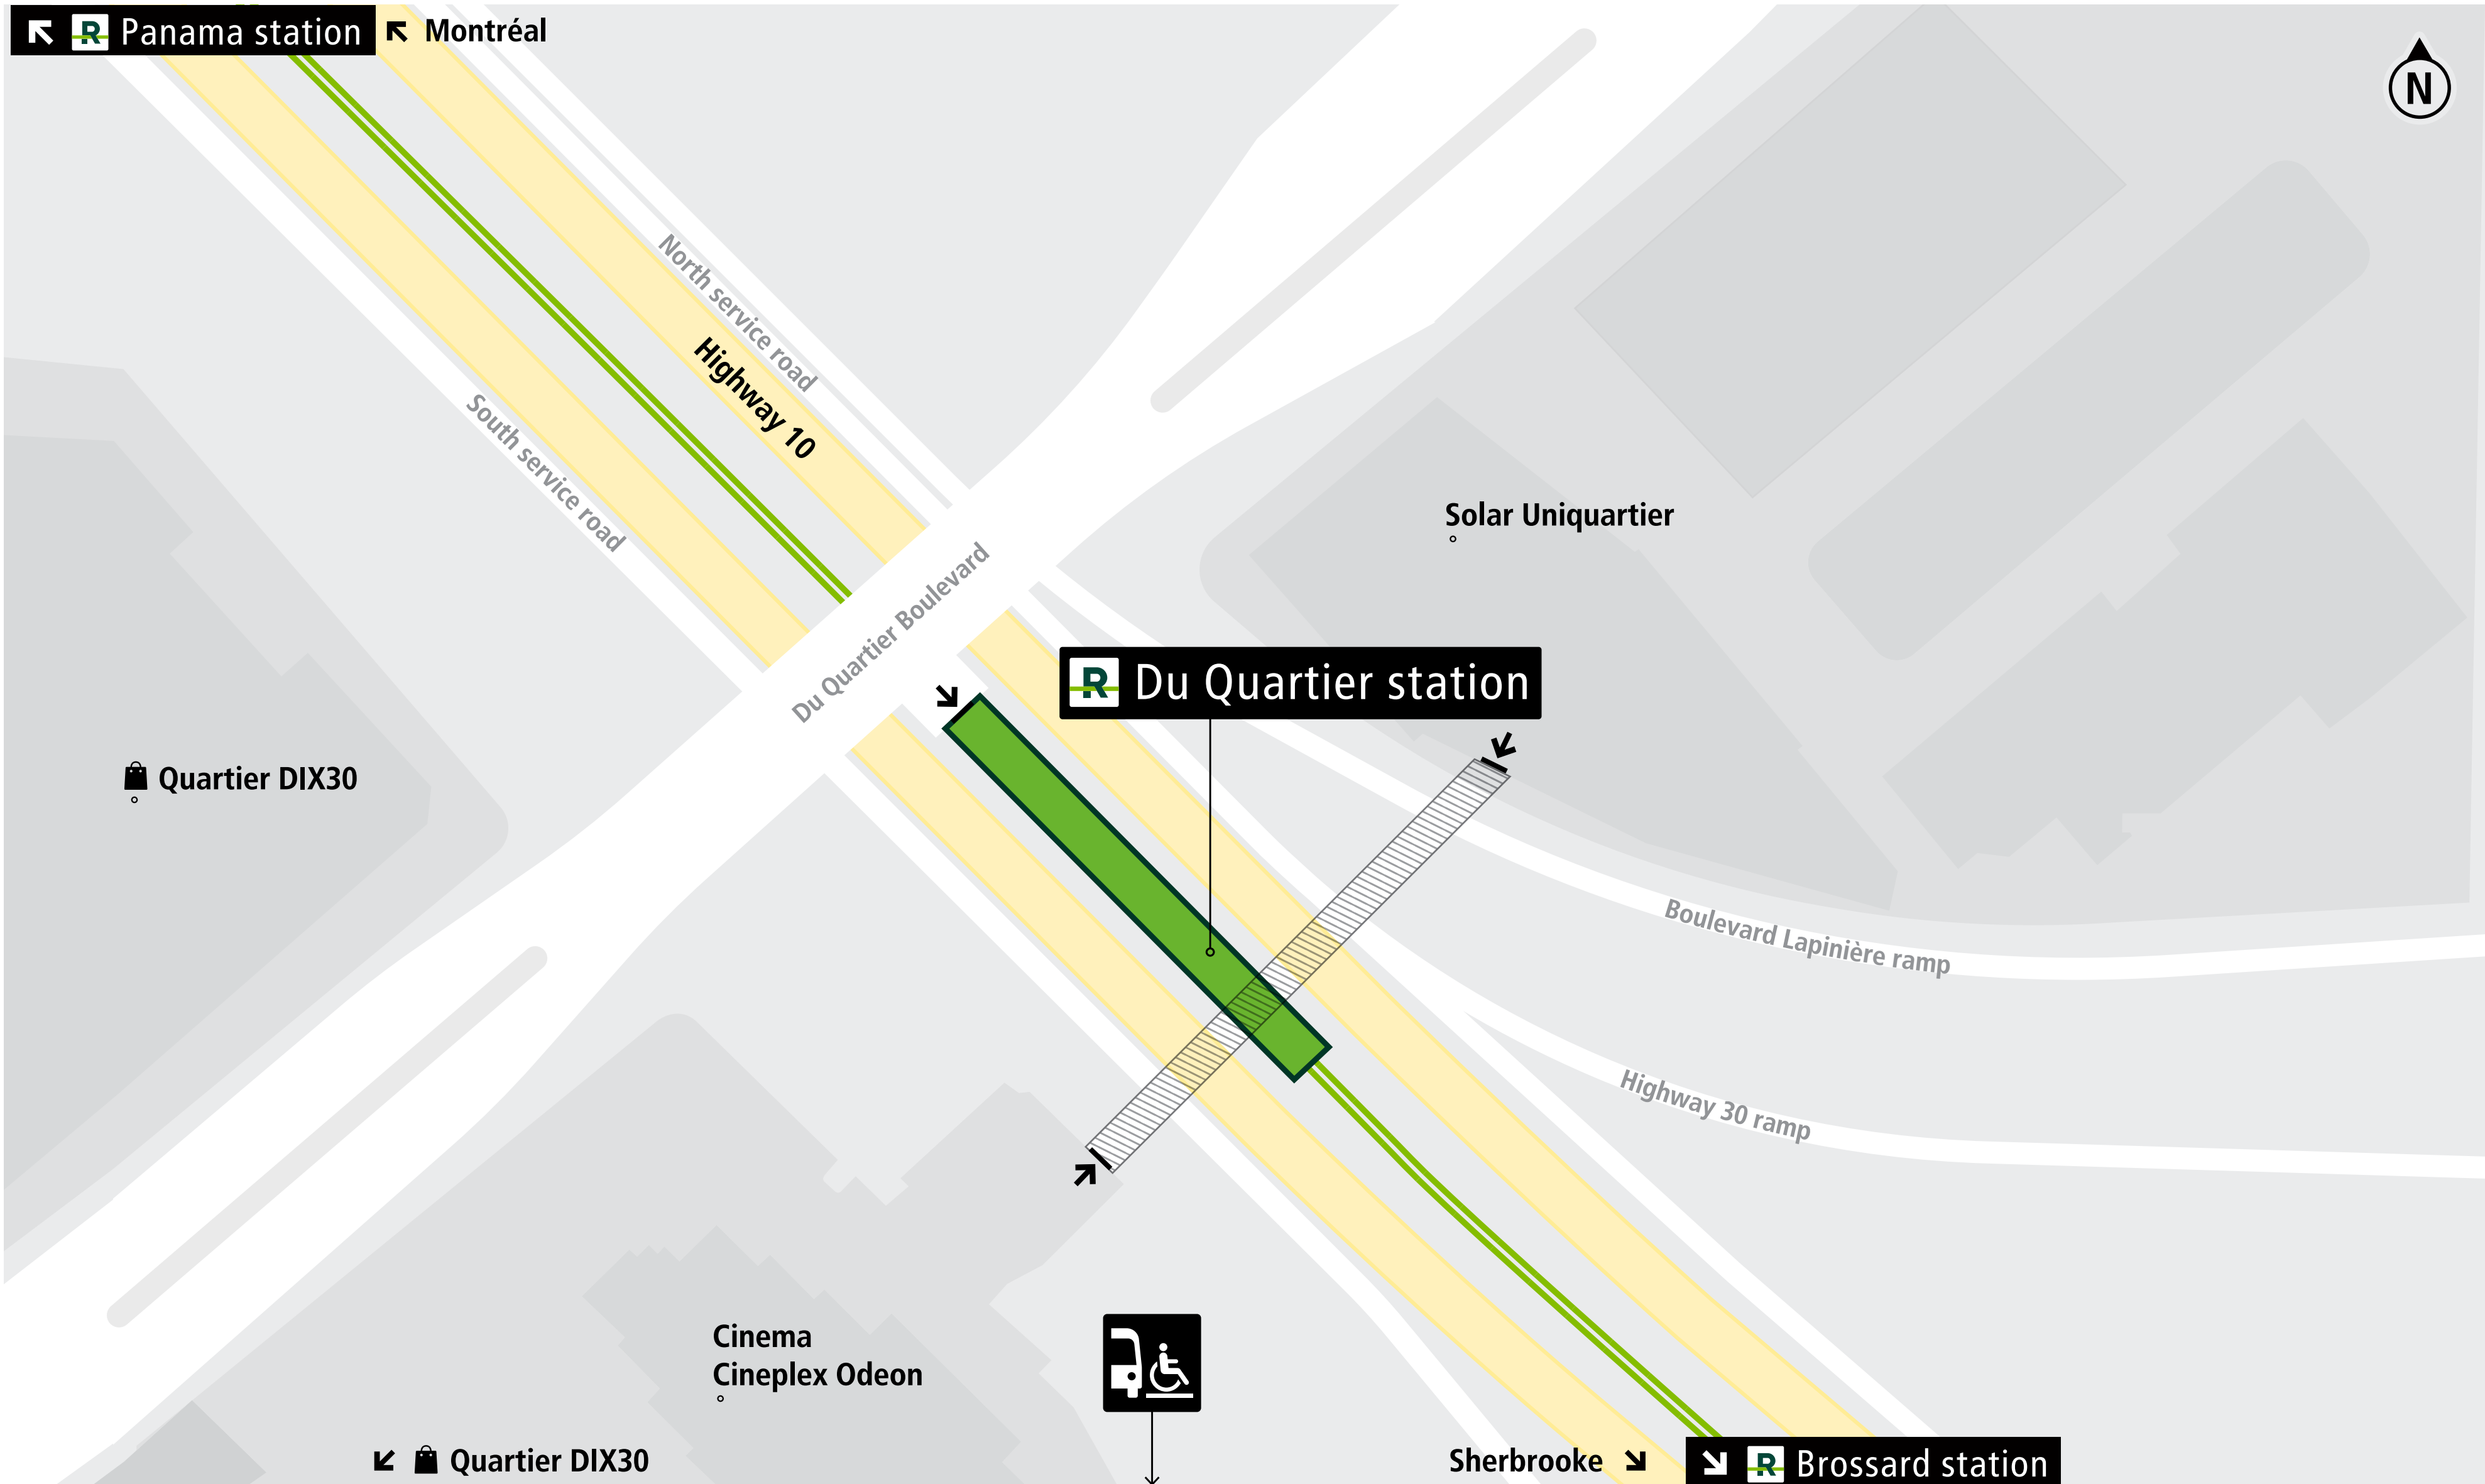 Panama station
Montréal
N
North service road
Highway 10
South service road
Solar Uniquartier
Du Quartier Boulevard
R Du Quartier station
Quartier DIX30
Boulevard Lapinière ramp
Highway 30 ramp
Cinema
Cineplex Odeon
Quartier DIX30
Sherbrooke
R Brossard station